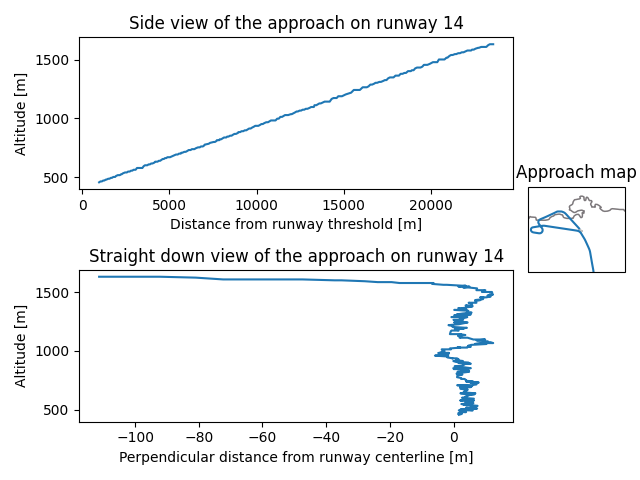 Side view of the approach on runway 14
1500
1000
500
Altitude [m]
0 5000 10000 15000 20000
Distance from runway threshold [m]
Approach map
Straight down view of the approach on runway 14
1500
1000
500
Altitude [m]
−100 −80 −60 −40 −20 0
Perpendicular distance from runway centerline [m]